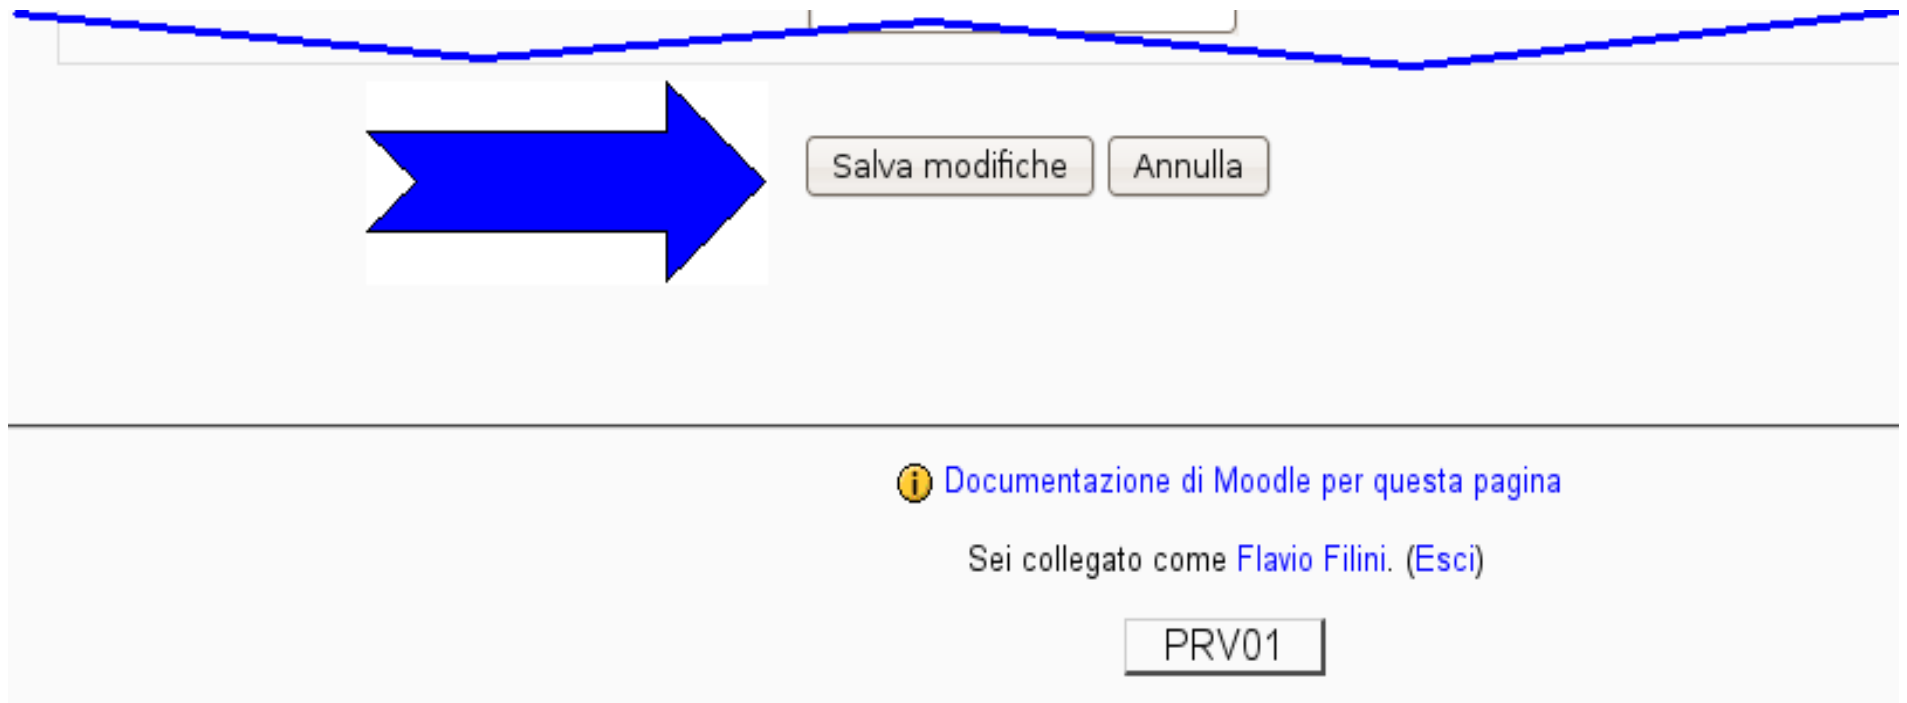 Salva modifiche Annulla
Documentazione di Moodle per questa pagina
Sei collegato come Flavio Filini. (Esci)
PRV01